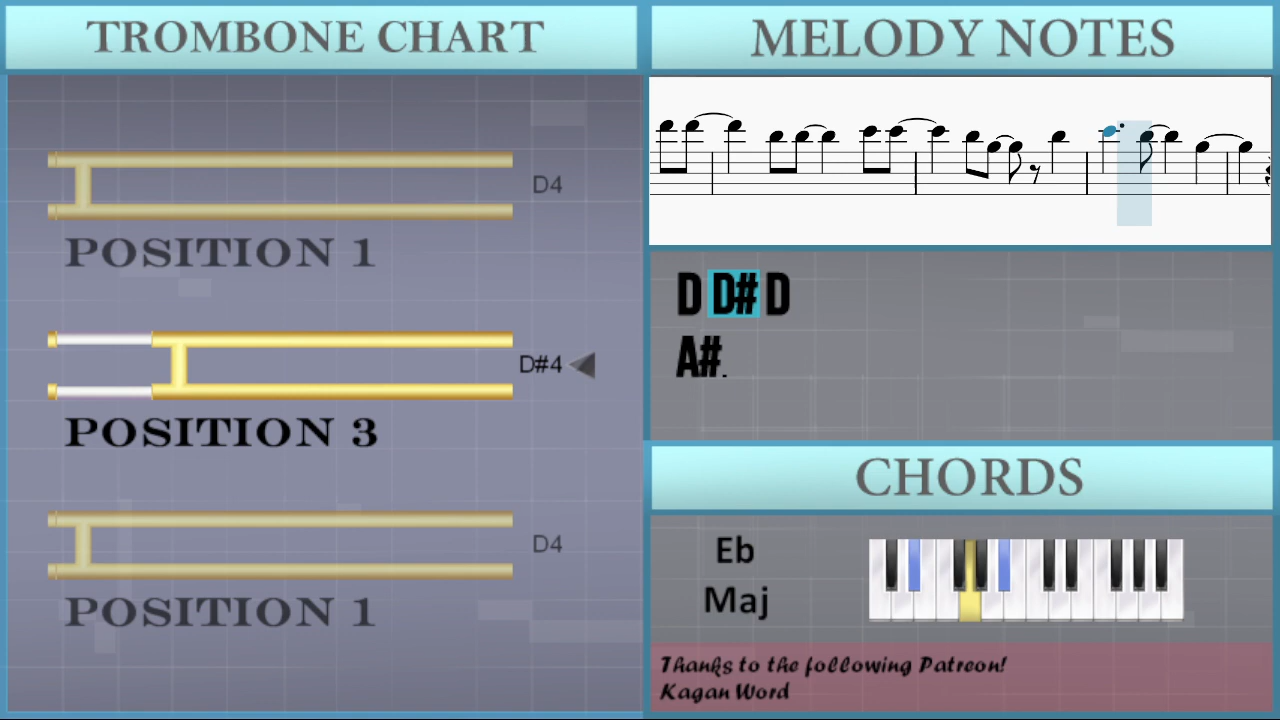 TROMBONE CHART
D4
POSITION 1
D#4
POSITION 3
D4
POSITION 1
MELODY NOTES
D D# D
A#.
CHORDS
Eb
Maj
Thanks to the following Patreon!
Kagan Word